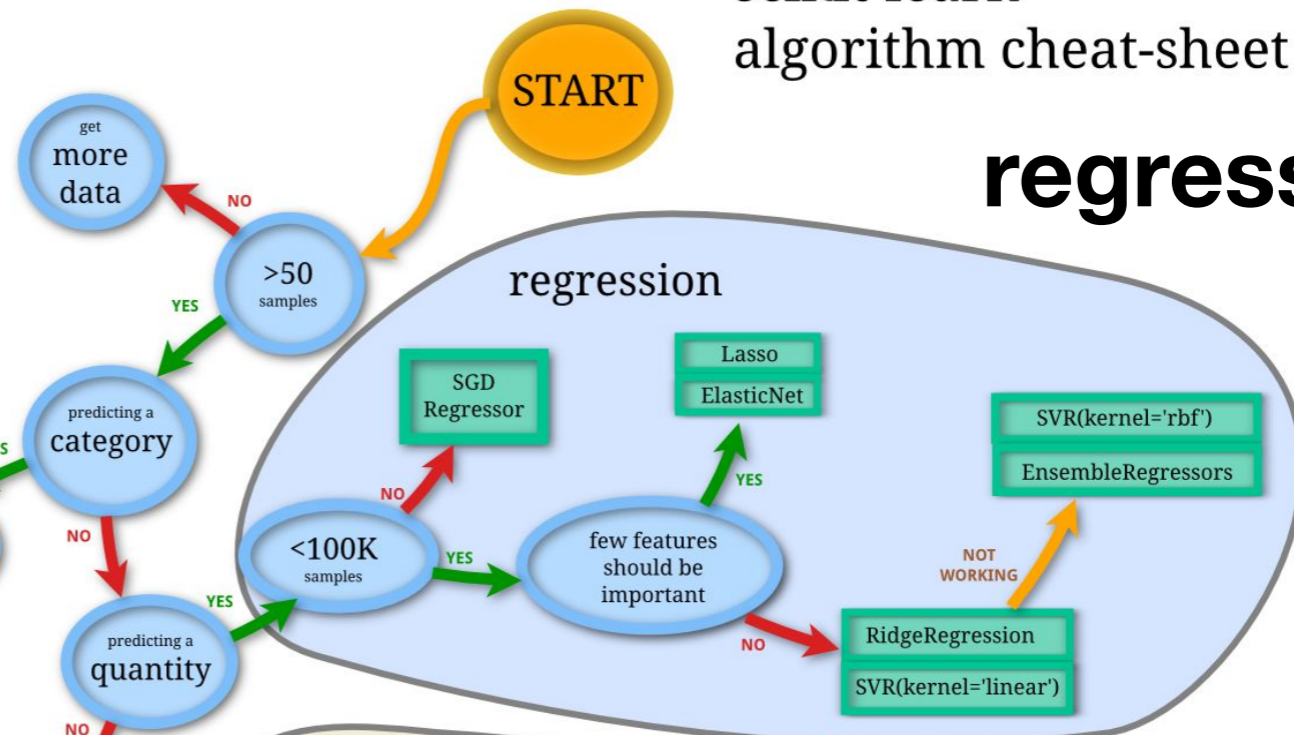 algorithm cheat-sheet
START
regress
get
more
data
NO
>50
samples
YES
regression
predicting a
category
S
NO
SGD
Regressor
Lasso
ElasticNet
SVR(kernel='rbf')
EnsembleRegressors
NO
YES
<100K
samples
YES
few features
should be
important
NOT
WORKING
NO
RidgeRegression
SVR(kernel='linear')
YES
predicting a
quantity
NO